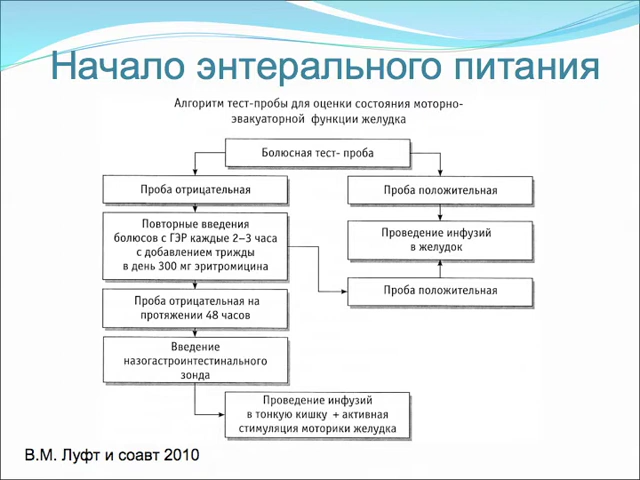 Начало энтерального питания
Алгоритм тест-пробы для оценки состояния моторно-
эвакуаторной функции желудка
Болюсная тест- проба
Проба отрицательная
Проба положительная
Повторные введения
болюсов с ГЭР каждые 2–3 часа
с добавлением трижды
в день 300 мг эритромицина
Проведение инфузий
в желудок
Проба положительная
Проба отрицательная на
протяжении 48 часов
Введение
назогастроинтестинального
зонда
Проведение инфузий
в тонкую кишку + активная
стимуляция моторики желудка
В.М. Луфт и соавт 2010